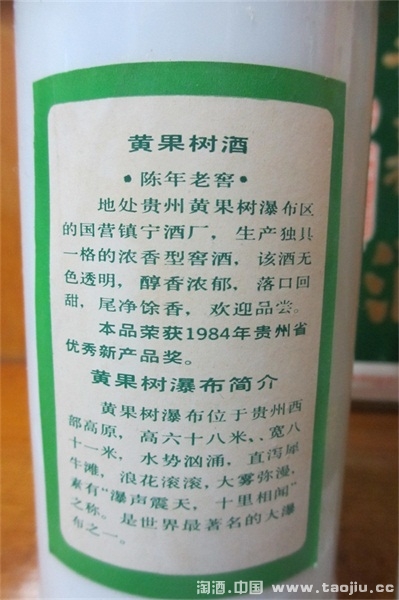 黄果树酒
•陈年老窖•
地处贵州黄果树瀑布区
的国营镇宁酒厂，生产独具
一格的浓香型窖酒，该酒无
色透明，醇香浓郁，落口回
甜，尾净馀香，欢迎品尝。
本品荣获1984年贵州省
优秀新产品奖。
黄果树瀑布简介
黄果树瀑布位于贵州西
部高原，高六十八米、，宽八
十一米，水势汹涌，直泻犀
牛滩，浪花滚滚，大雾弥漫，
素有“瀑声震天，十里相闻”
之称。是世界最著名的大瀑
布之一。
淘酒.中国 www.taojiu.cc